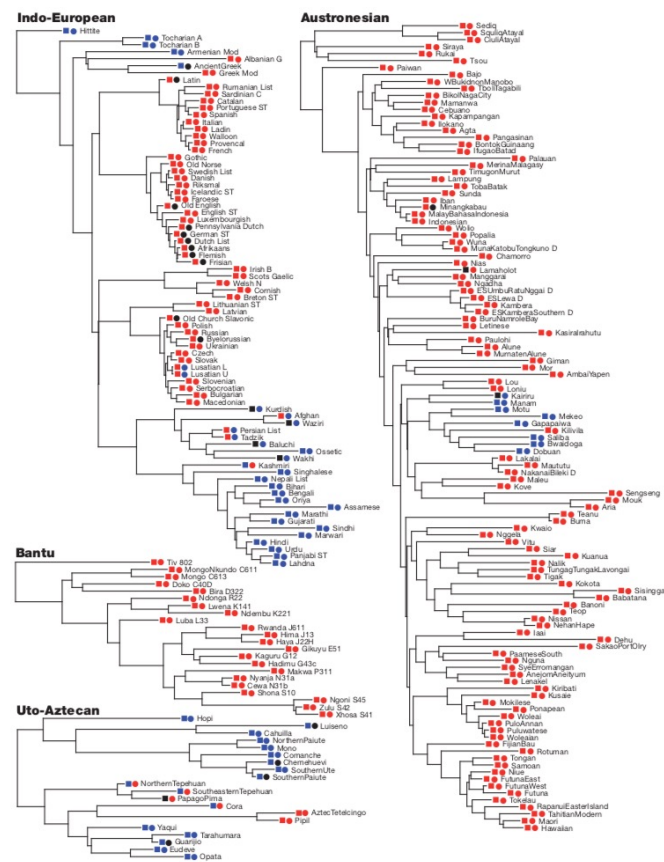 Indo-European
Hittite
Tocharian A
Tocharian B
Armenian Mod
Albanian G
AncientGreek
Greek Mod
Latin
Rumanian List
Sardinian C
Catalan
Portuguese ST
Spanish
Italian
Ladin
Walloon
Provencal
French
Gothic
Old Norse
Swedish List
Danish
Riksmal
Icelandic ST
Faroese
Old English
English ST
Luxembourgish
Pennsylvania Dutch
German ST
Dutch List
Afrikaans
Flemish
Frisian
Irish B
Scots Gaelic
Welsh N
Cornish
Breton ST
Lithuanian ST
Latvian
Old Church Slavonic
Polish
Russian
Byelorussian
Ukrainian
Czech
Slovak
Lusatian L
Lusatian U
Slovenian
Serbocroatian
Bulgarian
Macedonian
Kurdish
Afghan
Waziri
Persian List
Tadzik
Baluchi
Ossetic
Wakhi
Kashmiri
Singhalese
Nepali List
Bihari
Bengali
Oriya
Assamese
Marathi
Gujarati
Sindhi
Marwari
Hindi
Urdu
Panjabi ST
Lahnda
Bantu
Tiv 802
MongoNkundo C611
Mongo C613
Doko C40D
Bira D322
Ndonga R22
Lwena K141
Ndembu K221
Luba L33
Rwanda J611
Hima J13
Haya J22H
Gikuyu E51
Kaguru G12
Hadimu G43c
Makwa P311
Nyanja N31a
Cewa N31b
Shona S10
Ngoni S45
Zulu S42
Xhosa S41
Uto-Aztecan
Hopi
Luiseno
Cahuilla
NorthernPaiute
Mono
Comanche
Chemehuevi
SouthernUte
SouthernPaiute
NorthernTepehuan
SoutheasternTepehuan
PapagoPima
Cora
AztecTetelcingo
Pipil
Yaqui
Tarahumara
Guarijio
Eudeve
Opata
Austronesian
Sediq
SquliqAtayal
CiuliAtayal
Siraya
Rukai
Tsou
Paiwan
Bajo
WBukidnonManobo
TboliTagabili
BikolNagaCity
Mamanwa
Cebuano
Kapampangan
Ilokano
Agta
Pangasinan
BontokGuinaang
IfugaoBatad
Palauan
MerinaMalagasy
TimugonMurut
Lampung
TobaBatak
Sunda
Iban
Minangkabau
MalayBahasaIndonesia
Indonesian
Wolio
Popalia
Wuna
MunaKatobuTongkuno D
Chamorro
Nias
Lamaholot
Manggarai
Ngadha
ESUmbuRatuNggai D
ESLewa D
Kambera
ESKamberaSouthern D
BuruNamroleBay
Letinese
KasiraIrahutu
Paulohi
Alune
MurnatenAlune
Giman
Mor
AmbaiYapen
Lou
Loniu
Kairiru
Manam
Motu
Mekeo
Gapapaiwa
Kilivila
Saliba
Bwaidoga
Dobuan
Lakalai
Maututu
NakanaiBileki D
Maleu
Kove
Sengseng
Mouk
Aria
Teanu
Buma
Kwaio
Nggela
Vitu
Siar
Kuanua
Nalik
TungagTungakLavongai
Tigak
Kokota
Sisingga
Babatana
Banoni
Teop
Nissan
NehanHape
Iaai
Dehu
SakaoPortOlry
PaameseSouth
Nguna
SyeErromangan
AnejomAneityum
Lenakel
Kiribati
Kusaie
Mokilese
Ponapean
Woleai
PuloAnnan
Puluwatese
Woleaian
FijianBau
Rotuman
Tongan
Samoan
Niue
FutunaEast
FutunaWest
Futuna
Tokelau
RapanuiEasterIsland
TahitianModern
Maori
Hawaiian